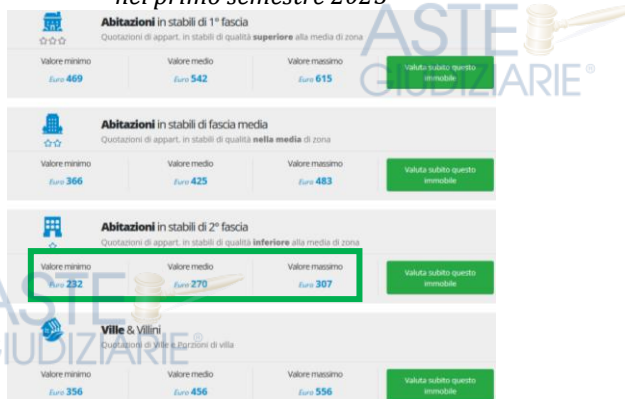 nel primo semestre 2025
Abitazioni in stabili di 1° fascia
Quotazioni di appart. in stabili di qualità superiore alla media di zona
Valore minimo Valore medio Valore massimo
Euro 469 Euro 542 Euro 615
Valuta subito questo
immobile
ASTE
GIUDIZIARIE®
Abitazioni in stabili di fascia media
Quotazioni di appart. in stabili di qualità nella media di zona
Valore minimo Valore medio Valore massimo
Euro 366 Euro 425 Euro 483
Valuta subito questo
immobile
Abitazioni in stabili di 2° fascia
Quotazioni di appart. in stabili di qualità inferiore alla media di zona
Valore minimo Valore medio Valore massimo
Euro 232 Euro 270 Euro 307
Valuta subito questo
immobile
ASTE
GIUDIZIARIE®
Ville & Villini
Quotazioni di Ville e Porzioni di villa
Valore minimo Valore medio Valore massimo
Euro 356 Euro 456 Euro 556
Valuta subito questo
immobile